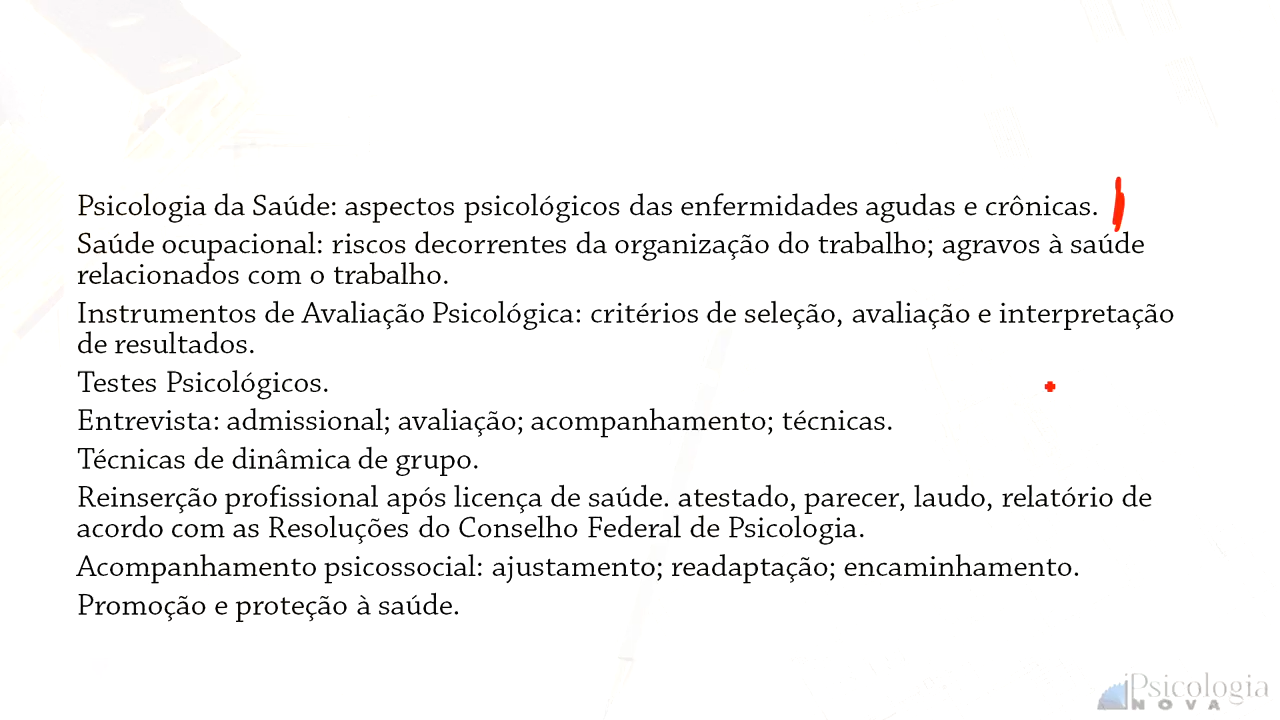 Psicologia da Saúde: aspectos psicológicos das enfermidades agudas e crônicas.
Saúde ocupacional: riscos decorrentes da organização do trabalho; agravos à saúde
relacionados com o trabalho.
Instrumentos de Avaliação Psicológica: critérios de seleção, avaliação e interpretação
de resultados.
Testes Psicológicos.
Entrevista: admissional; avaliação; acompanhamento; técnicas.
Técnicas de dinâmica de grupo.
Reinserção profissional após licença de saúde. atestado, parecer, laudo, relatório de
acordo com as Resoluções do Conselho Federal de Psicologia.
Acompanhamento psicossocial: ajustamento; readaptação; encaminhamento.
Promoção e proteção à saúde.
Psicologia
NOVA